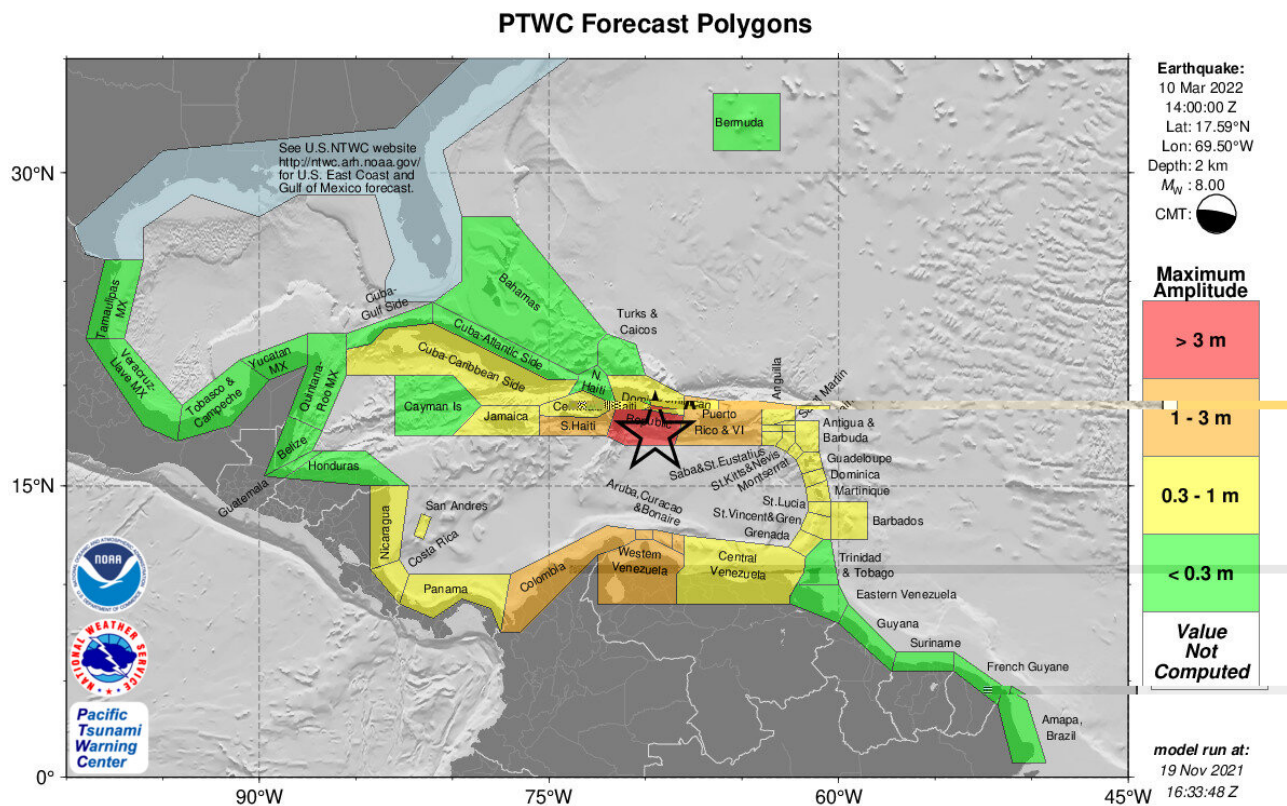 PTWC Forecast Polygons
Earthquake:
10 Mar 2022
14:00:00 Z
Lat: 17.59°N
Lon: 69.50°W
Depth: 2 km
Mw : 8.00
CMT:
Maximum
Amplitude
> 3 m
1 - 3 m
0.3 - 1 m
< 0.3 m
Value
Not
Computed
model run at:
19 Nov 2021
16:33:48 Z
30°N
15°N
0°
90°W
75°W
60°W
45°W
See U.S.NTWC website
http://ntwc.arh.noaa.gov/
for U.S. East Coast and
Gulf of Mexico forecast.
Bermuda
Tamaulipas
MX
Veracruz-
Llave MX
Tobasco &
Campeche
Yucatan
MX
Quintana-
Roo MX
Belize
Honduras
Guatemala
Cuba-
Gulf Side
Cuba-Atlantic Side
Cuba-Caribbean Side
Bahamas
Turks &
Caicos
N
Haiti
S.Haiti
Republic
Cayman Is
Jamaica
Puerto
Rico & VI
Anguilla
Antigua &
Barbuda
Saba&St.Eustatius
St.Kitts&Nevis
Montserrat
Guadeloupe
Dominica
Martinique
St.Lucia
St.Vincent&Gren
Barbados
Grenada
Aruba,Curacao
&Bonaire
San Andres
Nicaragua
Costa Rica
Panama
Colombia
Western
Venezuela
Central
Venezuela
Trinidad
& Tobago
Eastern Venezuela
Guyana
Suriname
French Guyane
Amapa,
Brazil
NOAA
NATIONAL WEATHER SERVICE
Pacific
Tsunami
Warning
Center